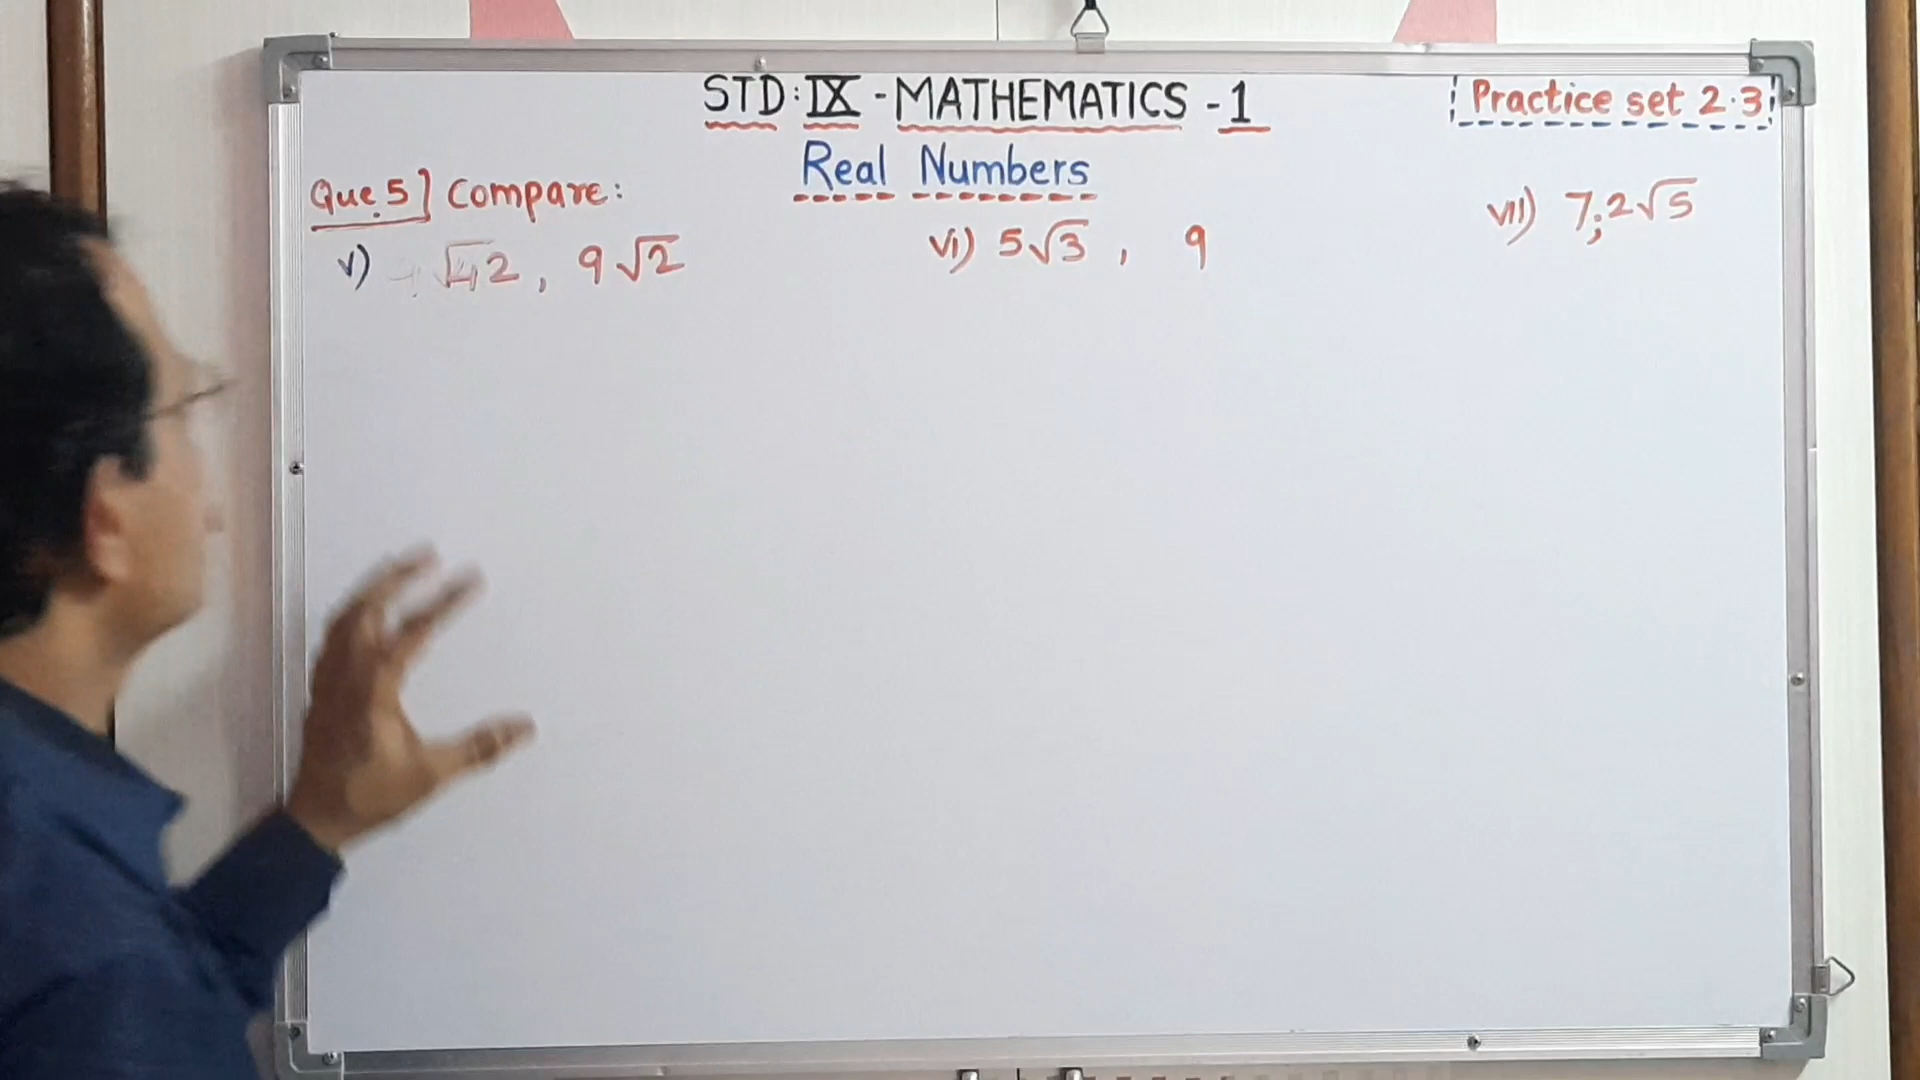 STD: IX - MATHEMATICS - 1
Practice set 2.3
Real Numbers
Que.5] Compare:
v) √42, 9√2
vi) 5√3, 9
vii) 7; 2√5